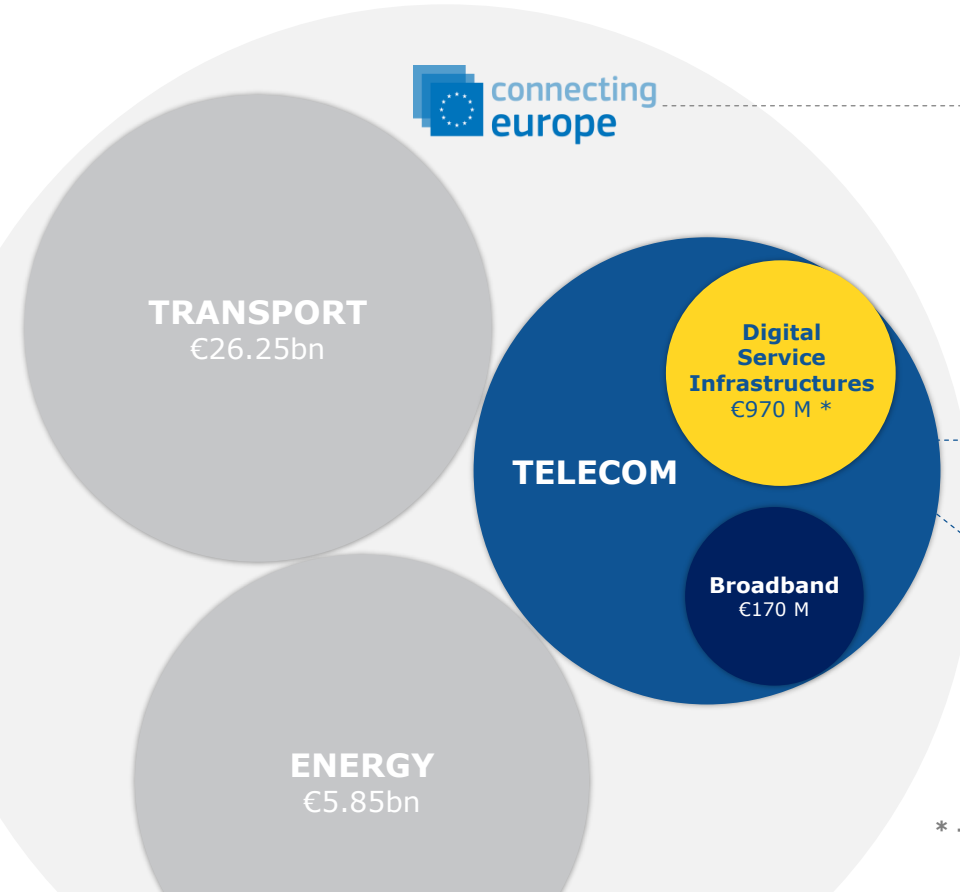 connecting
europe
TRANSPORT
€26.25bn
Digital
Service
Infrastructures
€970 M *
TELECOM
Broadband
€170 M
ENERGY
€5.85bn
*